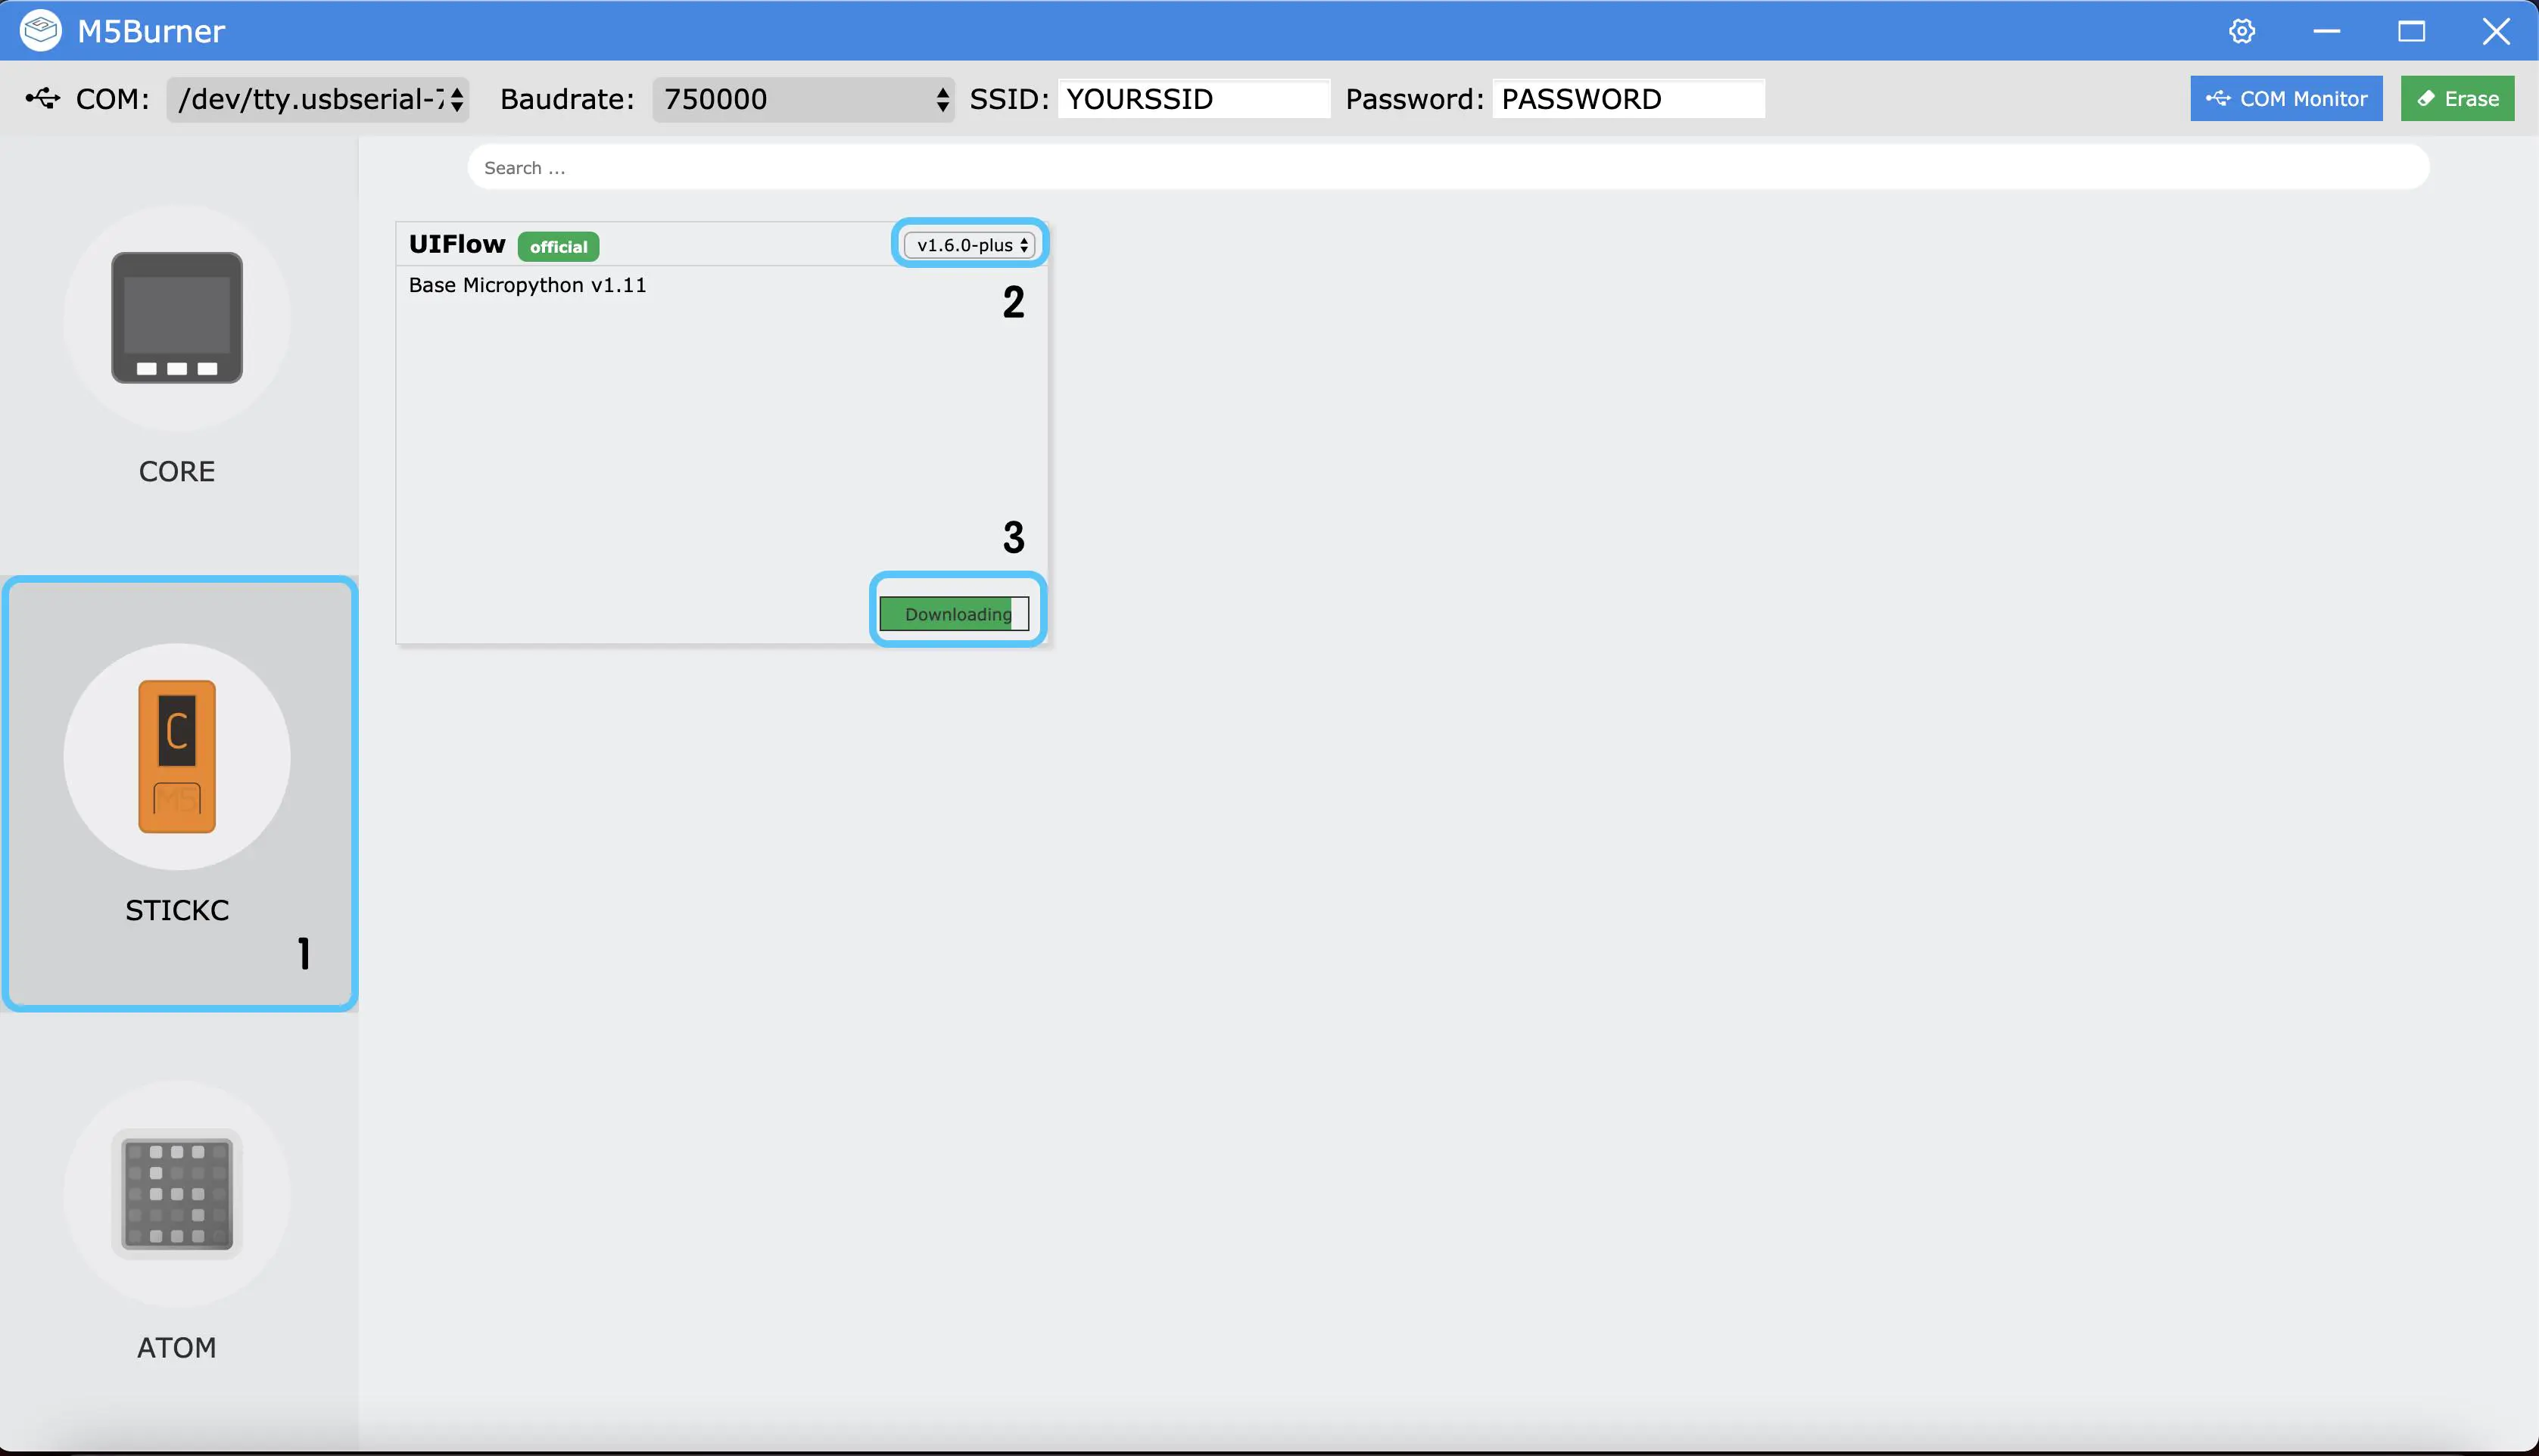 M5Burner
COM: /dev/tty.usbserial-7 Baudrate: 750000 SSID: YOURSSID Password: PASSWORD COM Monitor Erase
Search ...
UIFlow official v1.6.0-plus
Base Micropython v1.11
2
3
Downloading
CORE
C
M5
STICKC
1
ATOM